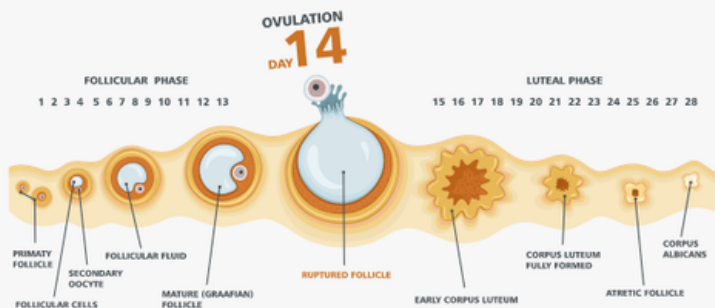 OVULATION
DAY 14
FOLLICULAR PHASE
1 2 3 4 5 6 7 8 9 10 11 12 13
LUTEAL PHASE
15 16 17 18 19 20 21 22 23 24 25 26 27 28
PRIMATY
FOLLICLE
FOLLICULAR CELLS
SECONDARY
OOCYTE
FOLLICULAR FLUID
MATURE (GRAAFIAN)
FOLLICLE
RUPTURED FOLLICLE
EARLY CORPUS LUTEUM
CORPUS LUTEUM
FULLY FORMED
ATRETIC FOLLICLE
CORPUS
ALBICANS